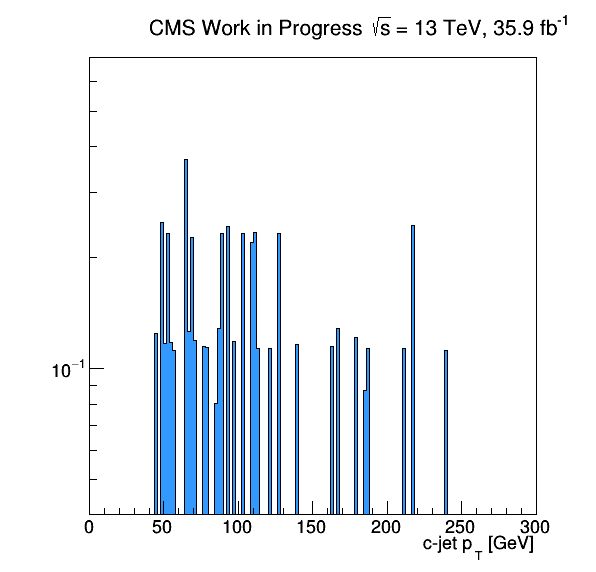 CMS Work in Progress √s = 13 TeV, 35.9 fb⁻¹
10⁻¹
0 50 100 150 200 250 300
c-jet p_T [GeV]